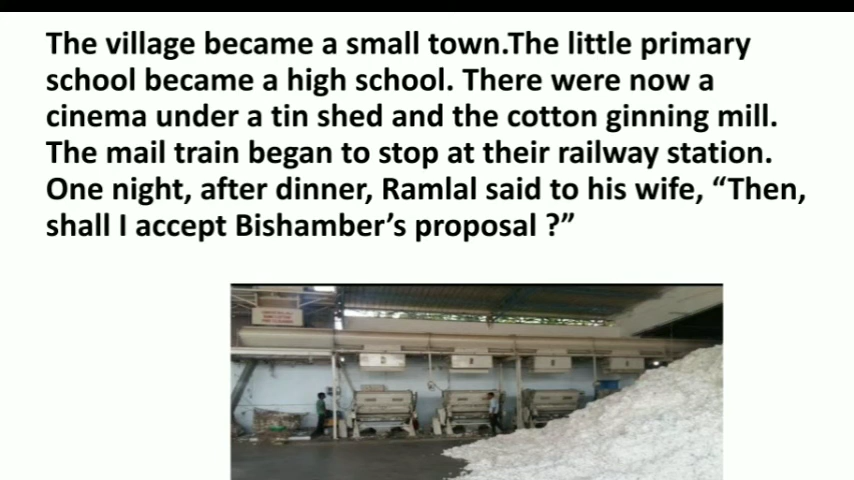 The village became a small town.The little primary
school became a high school. There were now a
cinema under a tin shed and the cotton ginning mill.
The mail train began to stop at their railway station.
One night, after dinner, Ramlal said to his wife, “Then,
shall I accept Bishamber’s proposal ?”